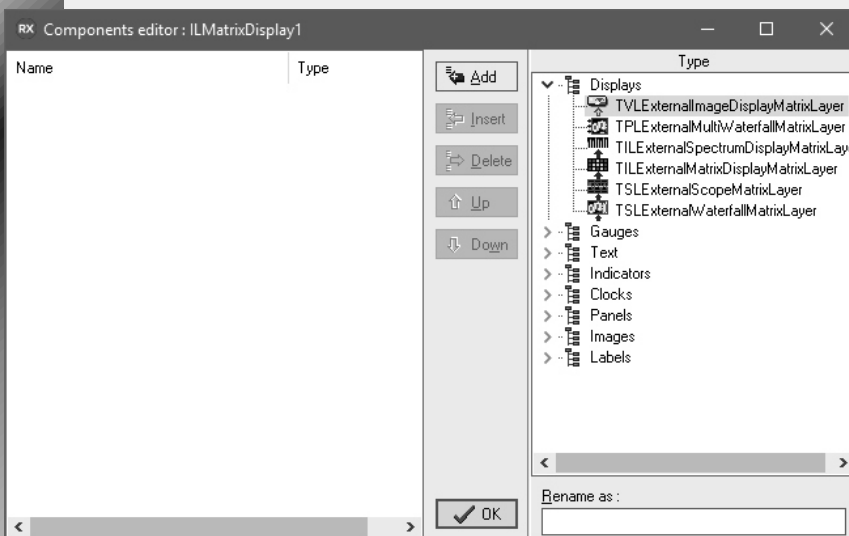 RX Components editor : ILMatrixDisplay1
Name Type
Add
Insert
Delete
Up
Down
OK
Type
Displays
TVLExternalImageDisplayMatrixLayer
TPLExternalMultiWaterfallMatrixLayer
TILExternalSpectrumDisplayMatrixLay
TILExternalMatrixDisplayMatrixLayer
TSLExternalScopeMatrixLayer
TSLExternalWaterfallMatrixLayer
Gauges
Text
Indicators
Clocks
Panels
Images
Labels
Rename as :